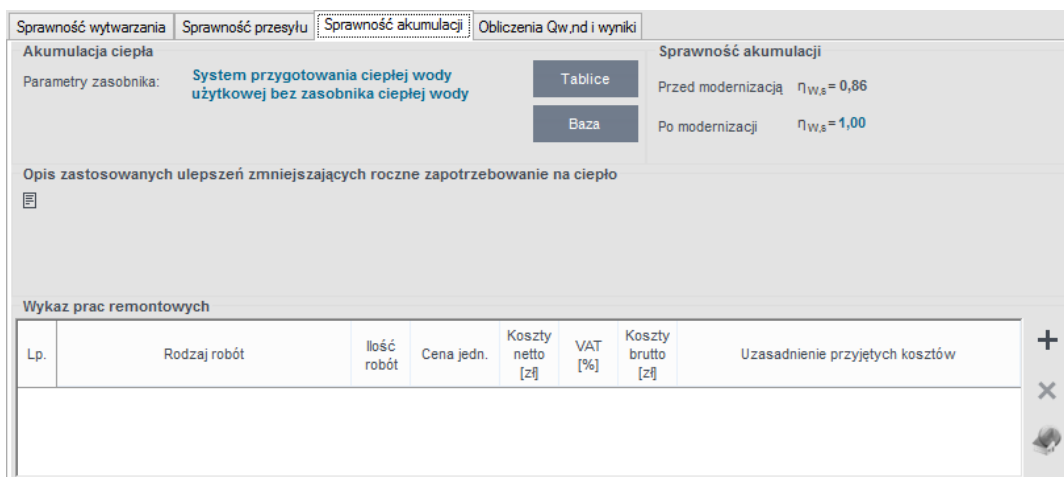 Sprawność wytwarzania Sprawność przesyłu Sprawność akumulacji Obliczenia Qw,nd i wyniki
Akumulacja ciepła
Parametry zasobnika:
System przygotowania ciepłej wody
użytkowej bez zasobnika ciepłej wody
Tablice
Baza
Sprawność akumulacji
Przed modernizacją ηW,s= 0,86
Po modernizacji ηW,s= 1,00
Opis zastosowanych ulepszeń zmniejszających roczne zapotrzebowanie na ciepło
Wykaz prac remontowych
Lp.
Rodzaj robót
Ilość
robót
Cena jedn.
Koszty
netto
[zł]
VAT
[%]
Koszty
brutto
[zł]
Uzasadnienie przyjętych kosztów